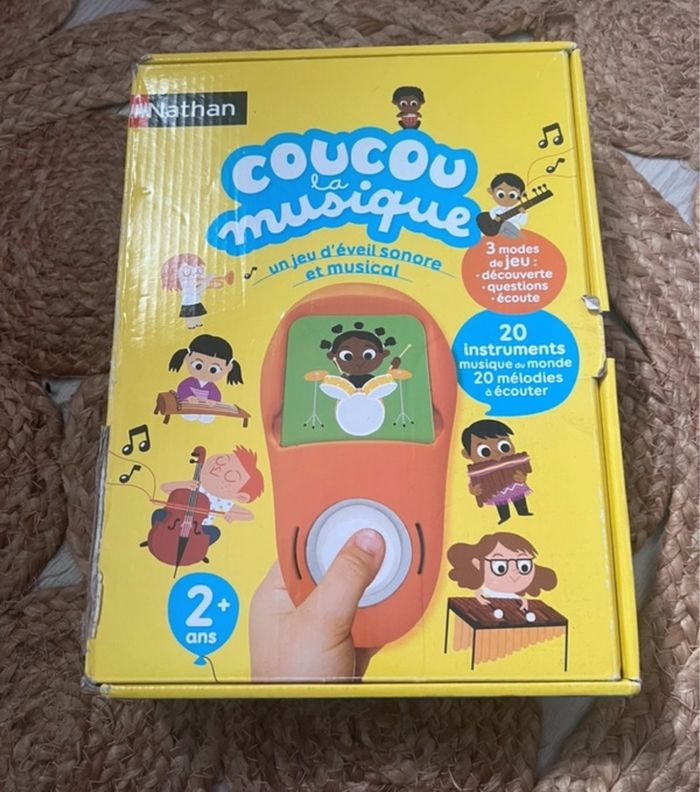 Nathan
coucou
la
musique
un jeu d'éveil sonore
et musical
3 modes
de jeu :
• découverte
• questions
• écoute
20
instruments
musique du monde
20 mélodies
à écouter
2+
ans